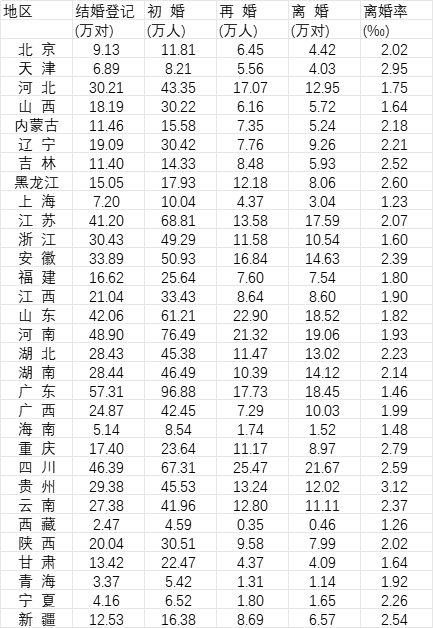 地区 结婚登记 初 婚 再 婚 离 婚 离婚率
(万对) (万人) (万人) (万对) (‰)
北 京 9.13 11.81 6.45 4.42 2.02
天 津 6.89 8.21 5.56 4.03 2.95
河 北 30.21 43.35 17.07 12.95 1.75
山 西 18.19 30.22 6.16 5.72 1.64
内蒙古 11.46 15.58 7.35 5.24 2.18
辽 宁 19.09 30.42 7.76 9.26 2.21
吉 林 11.40 14.33 8.48 5.93 2.52
黑龙江 15.05 17.93 12.18 8.06 2.60
上 海 7.20 10.04 4.37 3.04 1.23
江 苏 41.20 68.81 13.58 17.59 2.07
浙 江 30.43 49.29 11.58 10.54 1.60
安 徽 33.89 50.93 16.84 14.63 2.39
福 建 16.62 25.64 7.60 7.54 1.80
江 西 21.04 33.43 8.64 8.60 1.90
山 东 42.06 61.21 22.90 18.52 1.82
河 南 48.90 76.49 21.32 19.06 1.93
湖 北 28.43 45.38 11.47 13.02 2.23
湖 南 28.44 46.49 10.39 14.12 2.14
广 东 57.31 96.88 17.73 18.45 1.46
广 西 24.87 42.45 7.29 10.03 1.99
海 南 5.14 8.54 1.74 1.52 1.48
重 庆 17.40 23.64 11.17 8.97 2.79
四 川 46.39 67.31 25.47 21.67 2.59
贵 州 29.38 45.53 13.24 12.02 3.12
云 南 27.38 41.96 12.80 11.11 2.37
西 藏 2.47 4.59 0.35 0.46 1.26
陕 西 20.04 30.51 9.58 7.99 2.02
甘 肃 13.42 22.47 4.37 4.09 1.64
青 海 3.37 5.42 1.31 1.14 1.92
宁 夏 4.16 6.52 1.80 1.65 2.26
新 疆 12.53 16.38 8.69 6.57 2.54